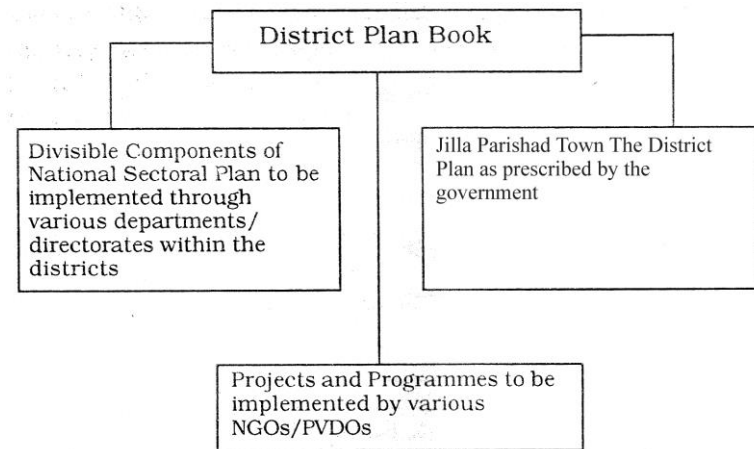 District Plan Book
Divisible Components of
National Sectoral Plan to be
implemented through
various departments/
directorates within the
districts
Jilla Parishad Town The District
Plan as prescribed by the
government
Projects and Programmes to be
implemented by various
NGOs/PVDOs